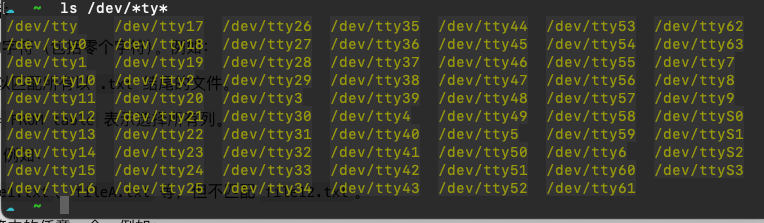 ~ ls /dev/*ty*
/dev/tty /dev/tty17 /dev/tty26 /dev/tty35 /dev/tty44 /dev/tty53 /dev/tty62
/dev/tty0 /dev/tty18 /dev/tty27 /dev/tty36 /dev/tty45 /dev/tty54 /dev/tty63
/dev/tty1 /dev/tty19 /dev/tty28 /dev/tty37 /dev/tty46 /dev/tty55 /dev/tty7
/dev/tty10 /dev/tty2 /dev/tty29 /dev/tty38 /dev/tty47 /dev/tty56 /dev/tty8
/dev/tty11 /dev/tty20 /dev/tty3 /dev/tty39 /dev/tty48 /dev/tty57 /dev/tty9
/dev/tty12 /dev/tty21 /dev/tty30 /dev/tty4 /dev/tty49 /dev/tty58 /dev/ttyS0
/dev/tty13 /dev/tty22 /dev/tty31 /dev/tty40 /dev/tty5 /dev/tty59 /dev/ttyS1
/dev/tty14 /dev/tty23 /dev/tty32 /dev/tty41 /dev/tty50 /dev/tty6 /dev/ttyS2
/dev/tty15 /dev/tty24 /dev/tty33 /dev/tty42 /dev/tty51 /dev/tty60 /dev/ttyS3
/dev/tty16 /dev/tty25 /dev/tty34 /dev/tty43 /dev/tty52 /dev/tty61
~